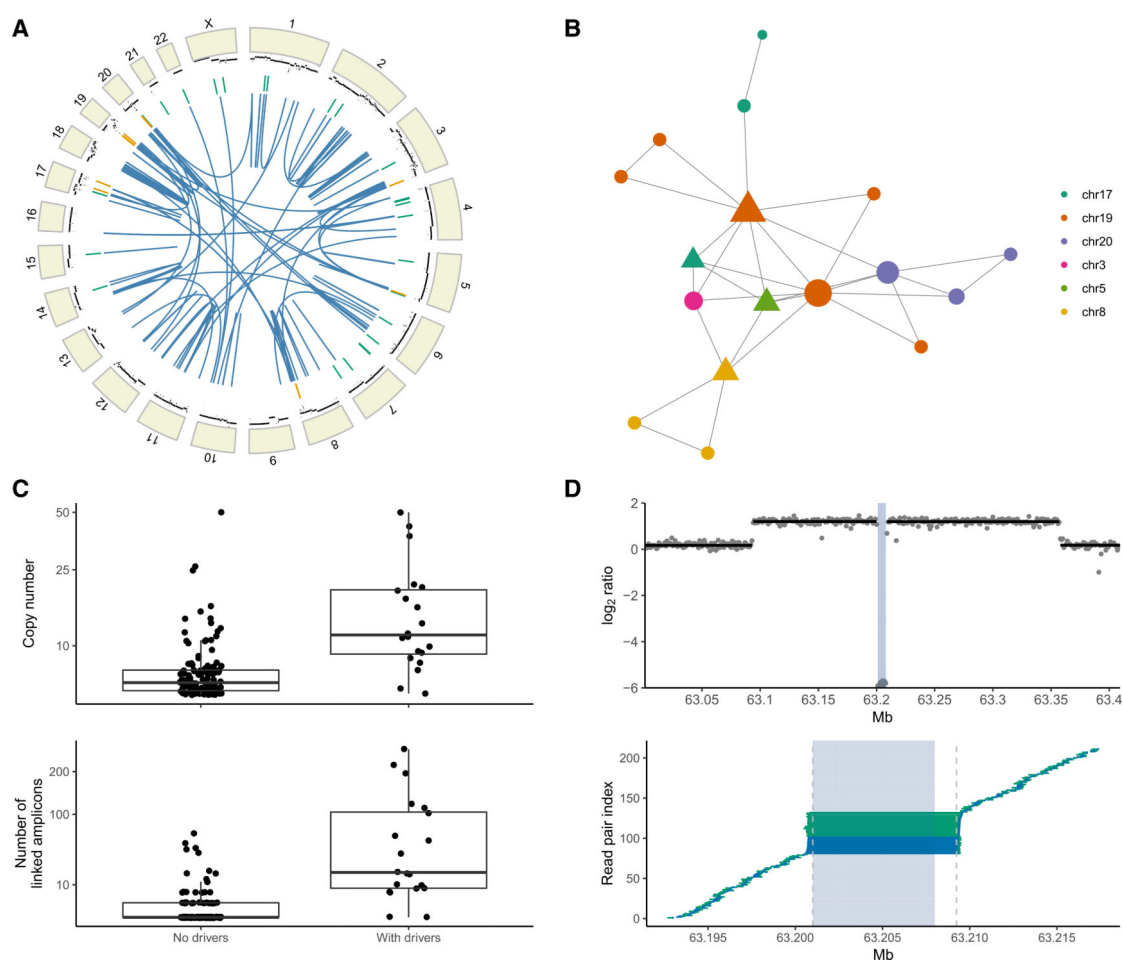 A
X
1
2
3
4
5
6
7
8
9
10
11
12
13
14
15
16
17
18
19
20
21
22
B
chr17
chr19
chr20
chr3
chr5
chr8
C
Copy number
50
25
10
Number of
linked amplicons
200
100
10
No drivers
With drivers
D
log2 ratio
2
0
−2
−4
−6
63.05
63.1
63.15
63.2
63.25
63.3
63.35
63.4
Mb
Read pair index
200
150
100
50
0
63.195
63.200
63.205
63.210
63.215
Mb